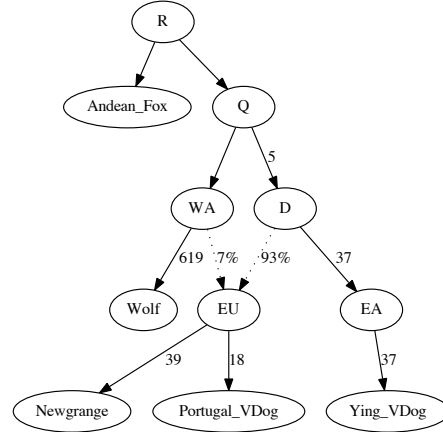 R
Andean_Fox
Q
5
WA
D
619
7%
93%
37
Wolf
EU
EA
39
18
37
Newgrange
Portugal_VDog
Ying_VDog